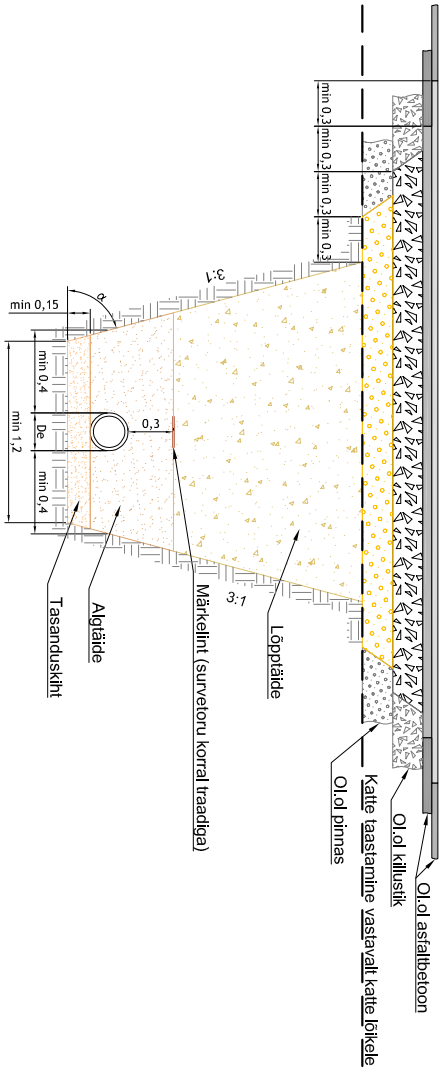 Ol.ol asfaltbetoon
Ol.ol killustik
Katte taastamine vastavalt katte lõikele
Ol.ol pinnas
min 0,3
min 0,3
min 0,3
min 0,3
3:1
3:1
Lõpptäide
Märkelint (survetoru korral traadiga)
0,3
Algtäide
Tasanduskiht
α
min 0,15
min 0,4
De
min 0,4
min 1,2